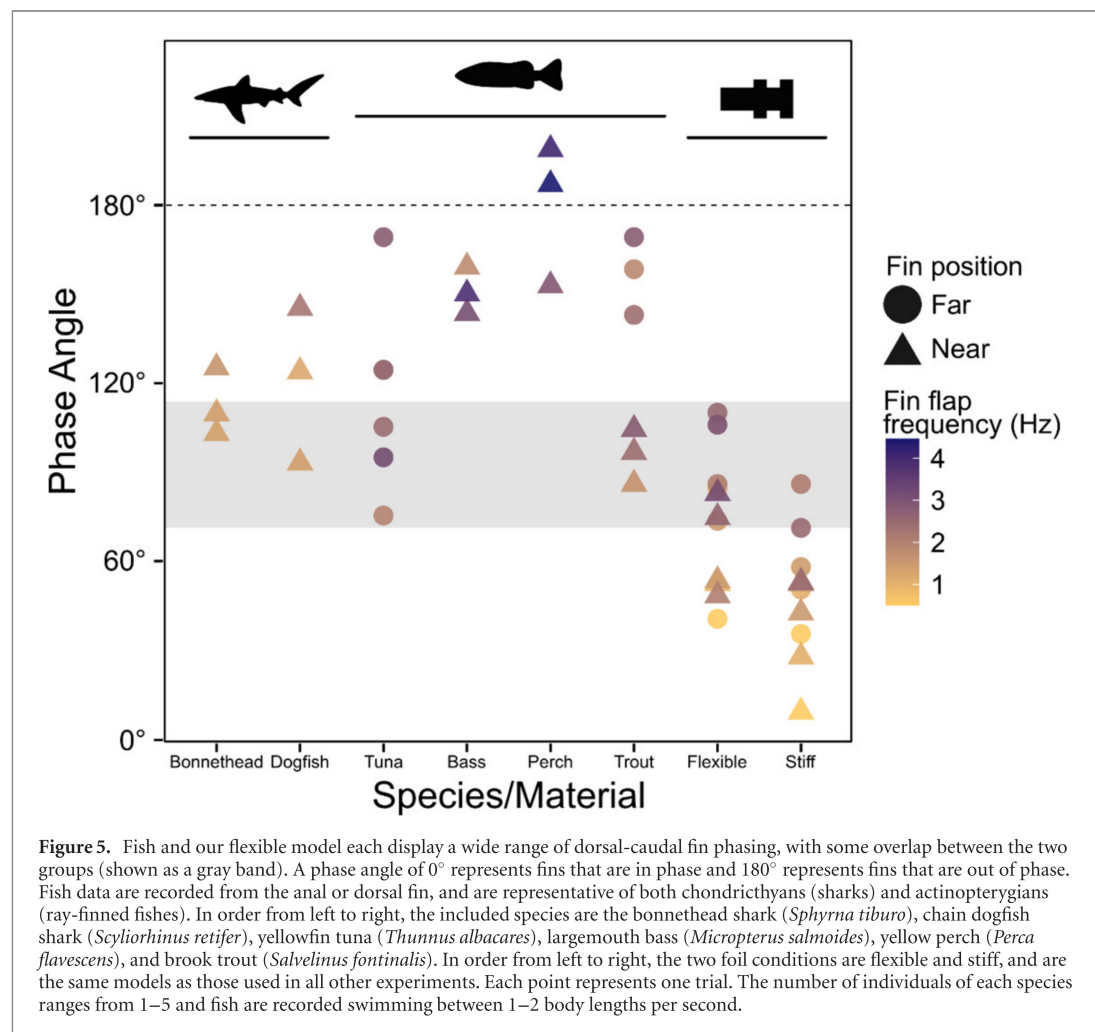 180°
120°
60°
0°
Phase Angle
Bonnethead Dogfish Tuna Bass Perch Trout Flexible Stiff
Species/Material
Fin position
Far
Near
Fin flap
frequency (Hz)
4
3
2
1
Figure 5. Fish and our flexible model each display a wide range of dorsal-caudal fin phasing, with some overlap between the two
groups (shown as a gray band). A phase angle of 0° represents fins that are in phase and 180° represents fins that are out of phase.
Fish data are recorded from the anal or dorsal fin, and are representative of both chondricthyans (sharks) and actinopterygians
(ray-finned fishes). In order from left to right, the included species are the bonnethead shark (Sphyrna tiburo), chain dogfish
shark (Scyliorhinus retifer), yellowfin tuna (Thunnus albacares), largemouth bass (Micropterus salmoides), yellow perch (Perca
flavescens), and brook trout (Salvelinus fontinalis). In order from left to right, the two foil conditions are flexible and stiff, and are
the same models as those used in all other experiments. Each point represents one trial. The number of individuals of each species
ranges from 1–5 and fish are recorded swimming between 1–2 body lengths per second.